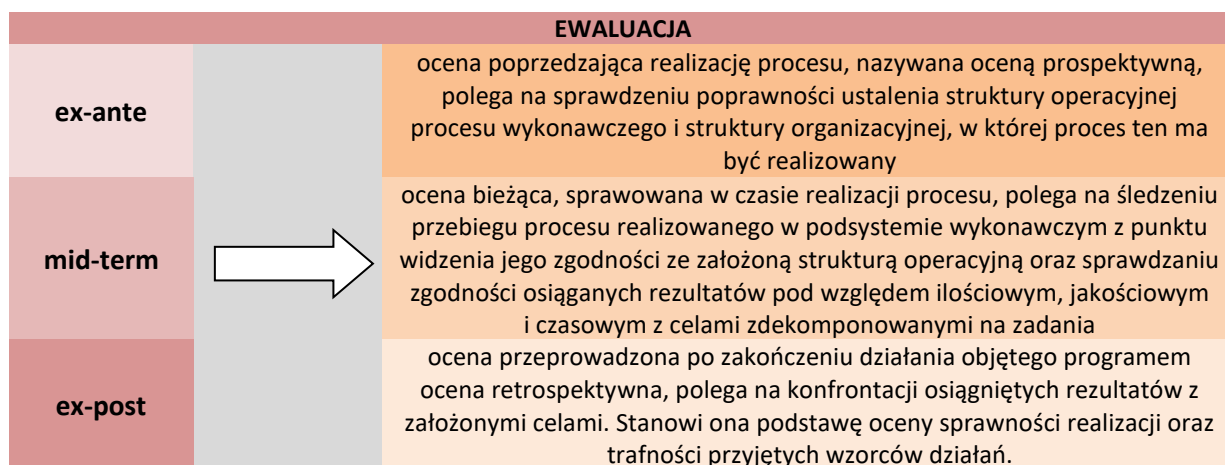 EWALUACJA
ex-ante
ocena poprzedzająca realizację procesu, nazywana oceną prospektywną,
polega na sprawdzeniu poprawności ustalenia struktury operacyjnej
procesu wykonawczego i struktury organizacyjnej, w której proces ten ma
być realizowany
mid-term
ocena bieżąca, sprawowana w czasie realizacji procesu, polega na śledzeniu
przebiegu procesu realizowanego w podsystemie wykonawczym z punktu
widzenia jego zgodności ze założoną strukturą operacyjną oraz sprawdzaniu
zgodności osiąganych rezultatów pod względem ilościowym, jakościowym
i czasowym z celami zdekomponowanymi na zadania
ex-post
ocena przeprowadzona po zakończeniu działania objętego programem
ocena retrospektywna, polega na konfrontacji osiągniętych rezultatów z
założonymi celami. Stanowi ona podstawę oceny sprawności realizacji oraz
trafności przyjętych wzorców działań.